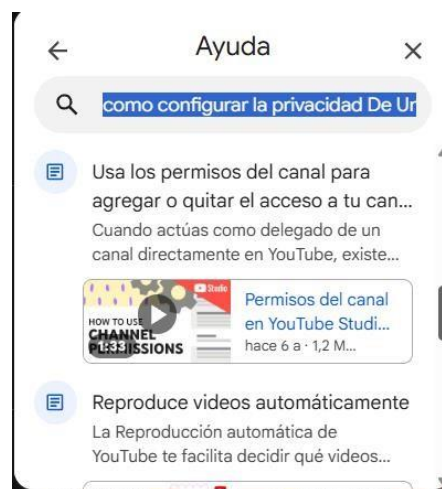 Ayuda
como configurar la privacidad De Un
Usa los permisos del canal para
agregar o quitar el acceso a tu can...
Cuando actúas como delegado de un
canal directamente en YouTube, existe...
Studio
HOW TO USE
CHANNEL
PERMISSIONS
1:33
Permisos del canal
en YouTube Studi...
hace 6 a · 1,2 M...
Reproduce videos automáticamente
La Reproducción automática de
YouTube te facilita decidir qué videos...